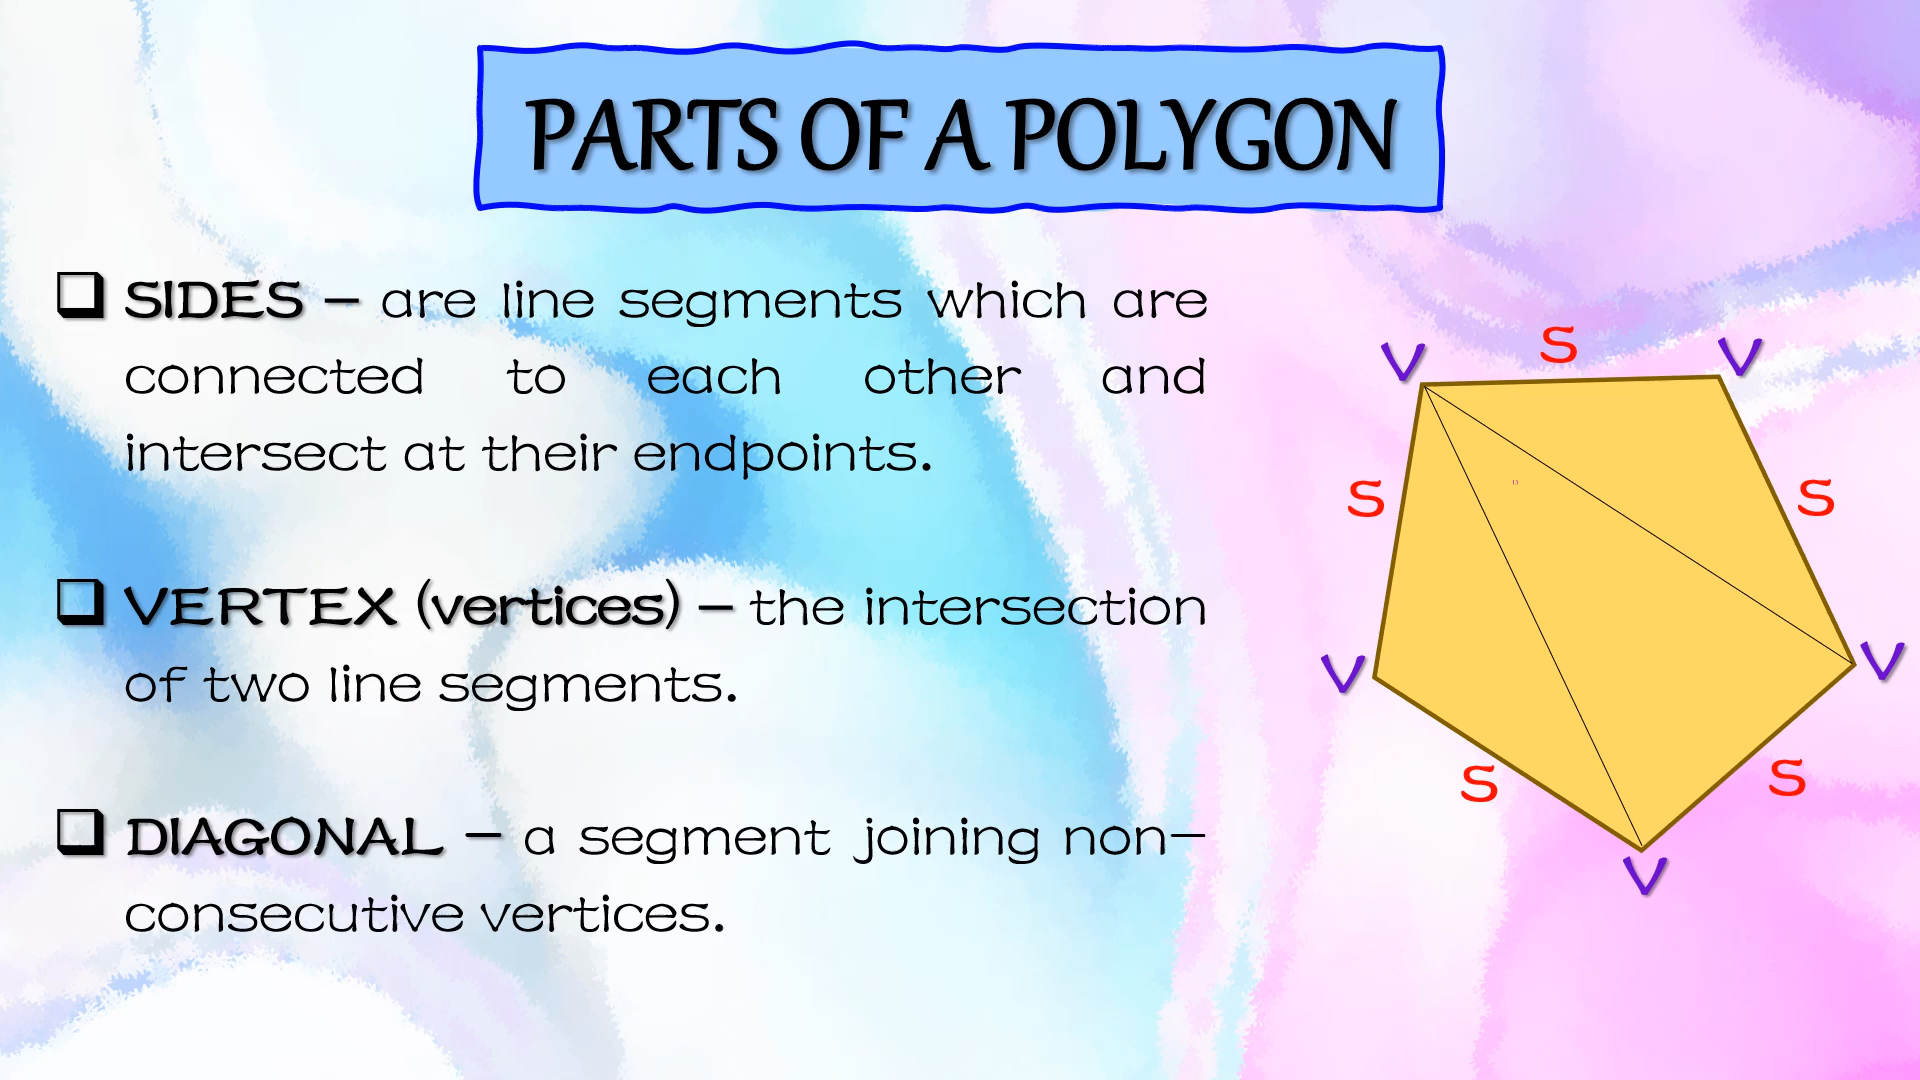 PARTS OF A POLYGON
❑ SIDES – are line segments which are
connected to each other and
intersect at their endpoints.
❑ VERTEX (vertices) – the intersection
of two line segments.
❑ DIAGONAL – a segment joining non-
consecutive vertices.
V S V
S S
V V
S S
V